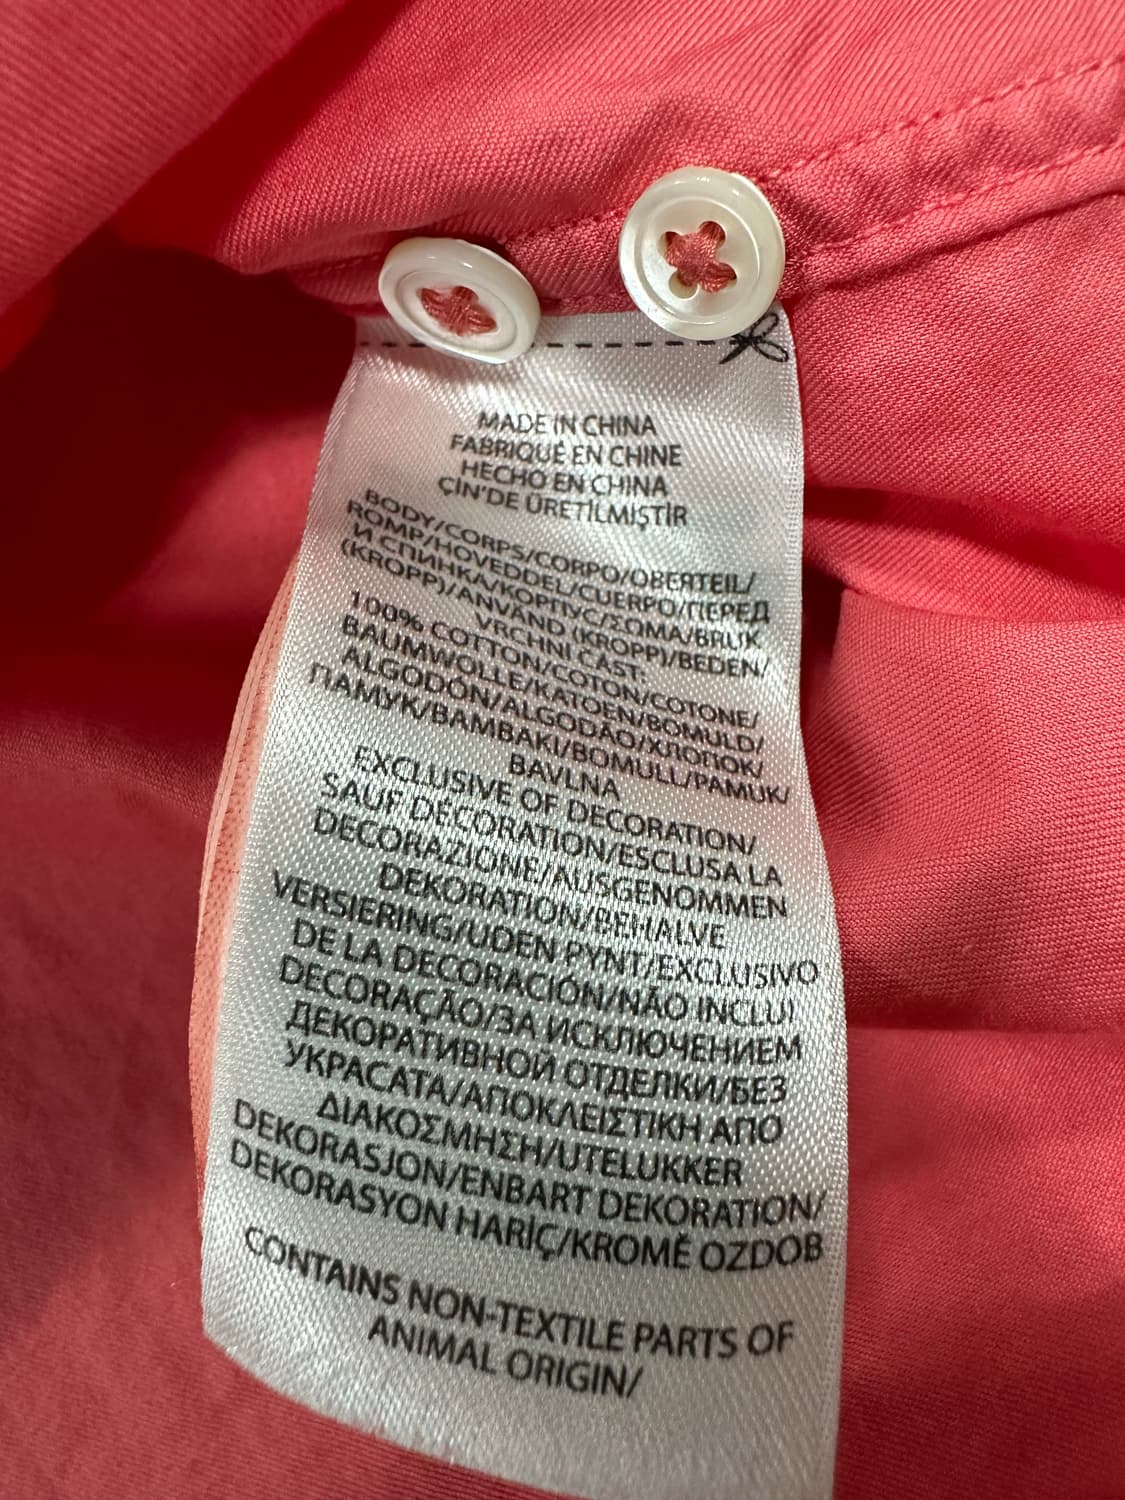 MADE IN CHINA
FABRIQUÉ EN CHINE
HECHO EN CHINA
ÇİN'DE ÜRETİLMİŞTİR
BODY/CORPS/CORPO/OBERTEIL/
ROMP/HOVEDDEL/CUERPO/ПЕРЕД
И СПИНКА/КОРПУС/ΣΩΜΑ/BRUK
(KROPP)/ANVÄND (KROPP)/BEDEN/
VRCHNÍ ČÁST:
100% COTTON/COTON/COTONE/
BAUMWOLLE/KATOEN/BOMULD/
ALGODÓN/ALGODÃO/ХЛОПОК/
ПАМУК/ΒΑΜΒΑΚΙ/BOMULL/PAMUK/
BAVLNA
EXCLUSIVE OF DECORATION/
SAUF DÉCORATION/ESCLUSA LA
DECORAZIONE/AUSGENOMMEN
DEKORATION/BEHALVE
VERSIERING/UDEN PYNT/EXCLUSIVO
DE LA DECORACIÓN/NÃO INCLUI
DECORAÇÃO/ЗА ИСКЛЮЧЕНИЕМ
ДЕКОРАТИВНОЙ ОТДЕЛКИ/БЕЗ
УКРАСАТА/ΑΠΟΚΛΕΙΣΤΙΚΗ ΑΠΟ
ΔΙΑΚΟΣΜΗΣΗ/UTELUKKER
DEKORASJON/ENBART DEKORATION/
DEKORASYON HARİÇ/KROMĚ OZDOB
CONTAINS NON-TEXTILE PARTS OF
ANIMAL ORIGIN/